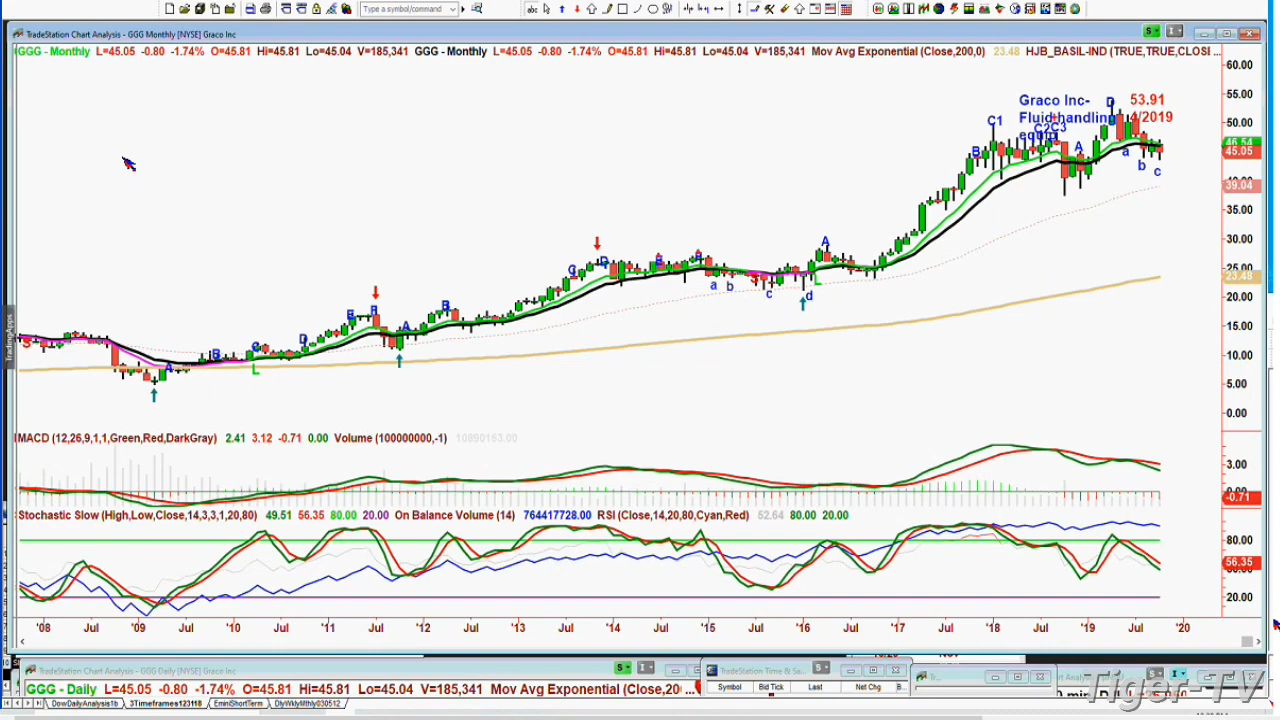 Type a symbol/command
abc
TradeStation Chart Analysis - GGG Monthly [NYSE] Graco Inc
GGG - Monthly L=45.05 -0.80 -1.74% O=45.81 Hi=45.81 Lo=45.04 V=185,341 GGG - Monthly L=45.05 -0.80 -1.74% O=45.81 Hi=45.81 Lo=45.04 V=185,341 Mov Avg Exponential (Close,200,0) 23.48 HJB_BASIL-IND (TRUE,TRUE,CLOSI ...
60.00
55.00
50.00
46.54
45.05
40.00
39.04
35.00
30.00
25.00
23.48
20.00
15.00
10.00
5.00
0.00
Graco Inc-
Fluid handling
equip
D
53.91
4/2019
C1
C2 C3
B
A
a
b
c
S
A
B
C
L
D
E
A
B
C
D
a
b
S
c
d
A
L
TradingApps
MACD (12,26,9,1,1,Green,Red,DarkGray) 2.41 3.12 -0.71 0.00 Volume (100000000,-1) 10890163.00
3.00
0.00
-0.71
Stochastic Slow (High,Low,Close,14,3,3,1,20,80) 49.51 56.35 80.00 20.00 On Balance Volume (14) 764417728.00 RSI (Close,14,20,80,Cyan,Red) 52.64 80.00 20.00
80.00
56.35
20.00
'08 Jul '09 Jul '10 Jul '11 Jul '12 Jul '13 Jul '14 Jul '15 Jul '16 Jul '17 Jul '18 Jul '19 Jul '20
TradeStation Chart Analysis - GGG Daily [NYSE] Graco Inc
TradeStation Time & Sa...
GGG - Daily L=45.05 -0.80 -1.74% O=45.81 Hi=45.81 Lo=45.04 V=185,341 Mov Avg Exponential (Close,20...
Symbol Bid Tick Last Net Chg B...
DowDailyAnalysis1b 3Timeframes123118 EminiShortTerm DlyWklyMthly030512
Tiger-TV